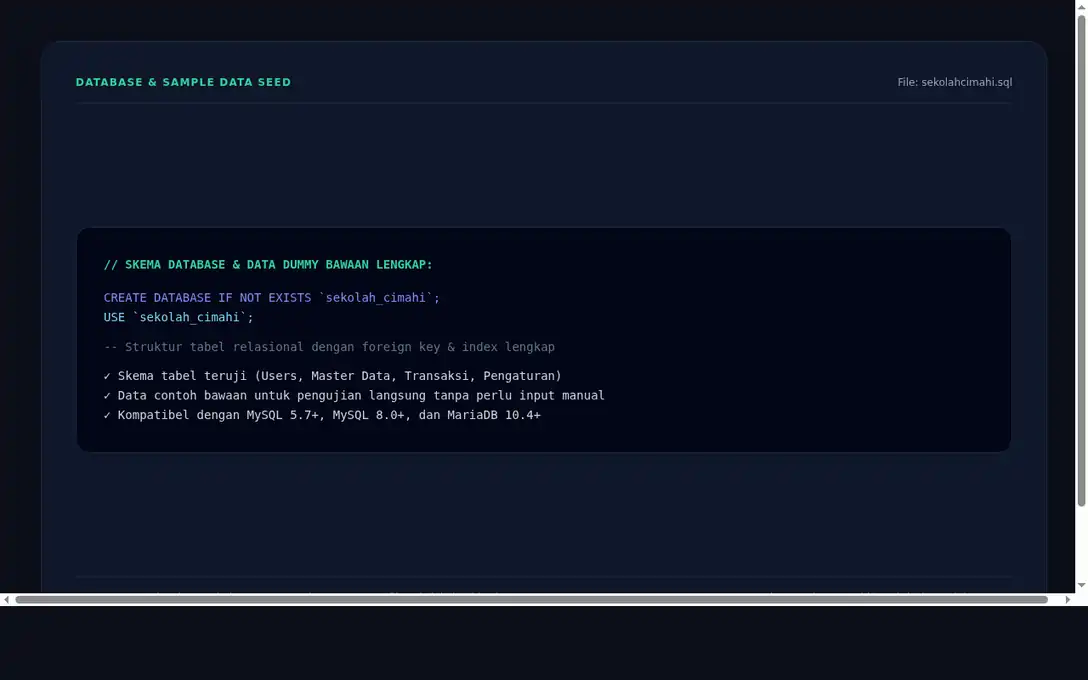 DATABASE & SAMPLE DATA SEED
File: sekolahcimahi.sql
// SKEMA DATABASE & DATA DUMMY BAWAAN LENGKAP:
CREATE DATABASE IF NOT EXISTS `sekolah_cimahi`;
USE `sekolah_cimahi`;
-- Struktur tabel relasional dengan foreign key & index lengkap
✓ Skema tabel teruji (Users, Master Data, Transaksi, Pengaturan)
✓ Data contoh bawaan untuk pengujian langsung tanpa perlu input manual
✓ Kompatibel dengan MySQL 5.7+, MySQL 8.0+, dan MariaDB 10.4+